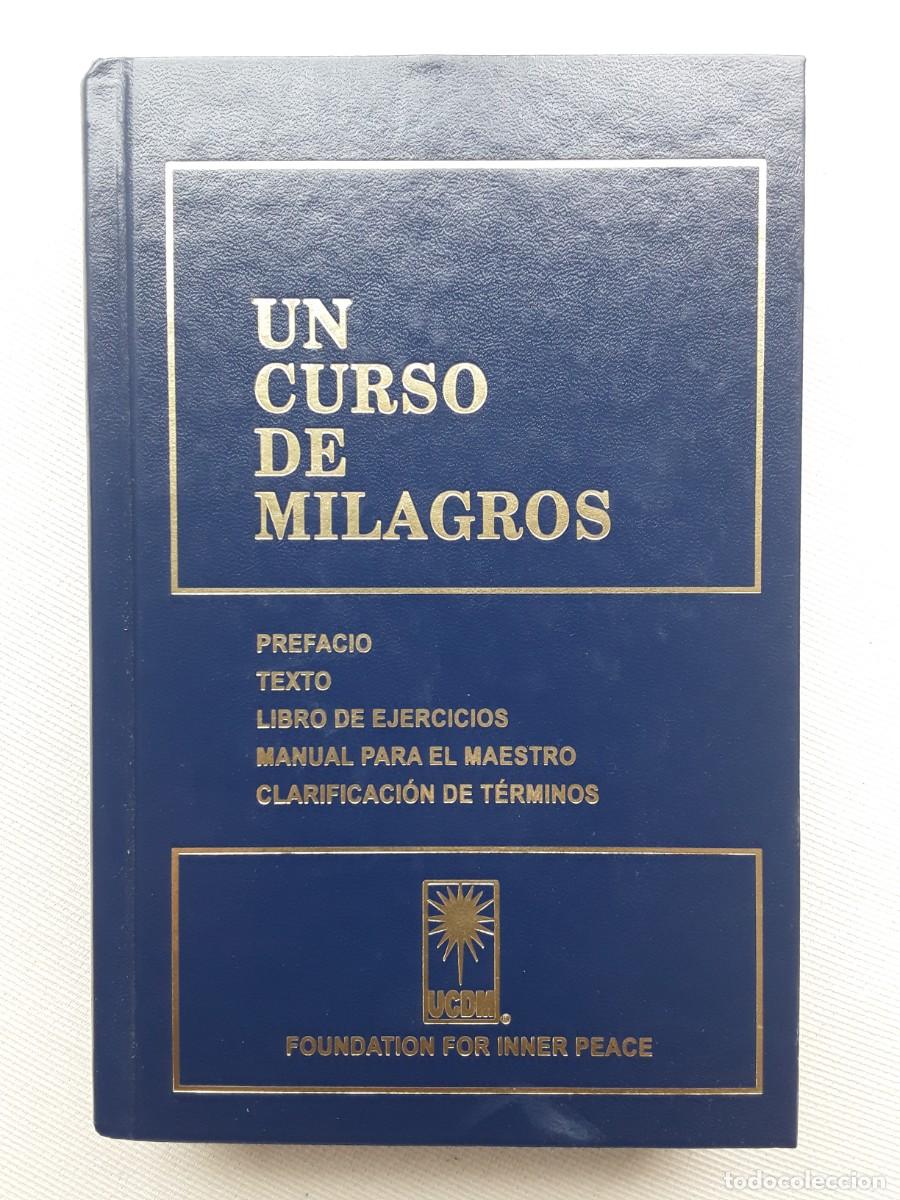 UN
CURSO
DE
MILAGROS
PREFACIO
TEXTO
LIBRO DE EJERCICIOS
MANUAL PARA EL MAESTRO
CLARIFICACIÓN DE TÉRMINOS
UCDM
FOUNDATION FOR INNER PEACE
todocoleccion